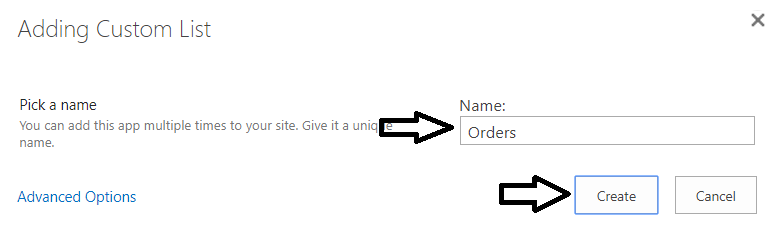 Adding Custom List
Pick a name
You can add this app multiple times to your site. Give it a unique
name.
Name:
Orders
Advanced Options
Create
Cancel